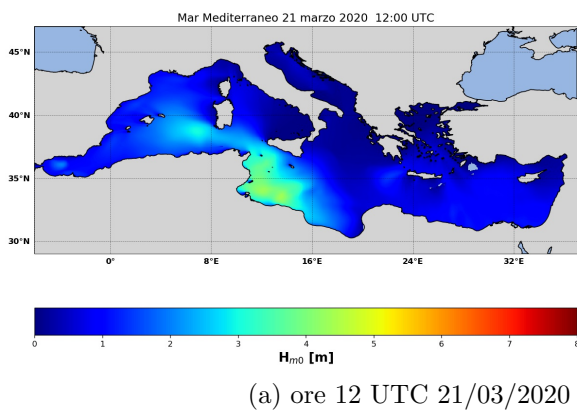 Mar Mediterraneo 21 marzo 2020 12:00 UTC
45°N
40°N
35°N
30°N
0° 8°E 16°E 24°E 32°E
0 1 2 3 4 5 6 7 8
H_{m0} [m]
(a) ore 12 UTC 21/03/2020